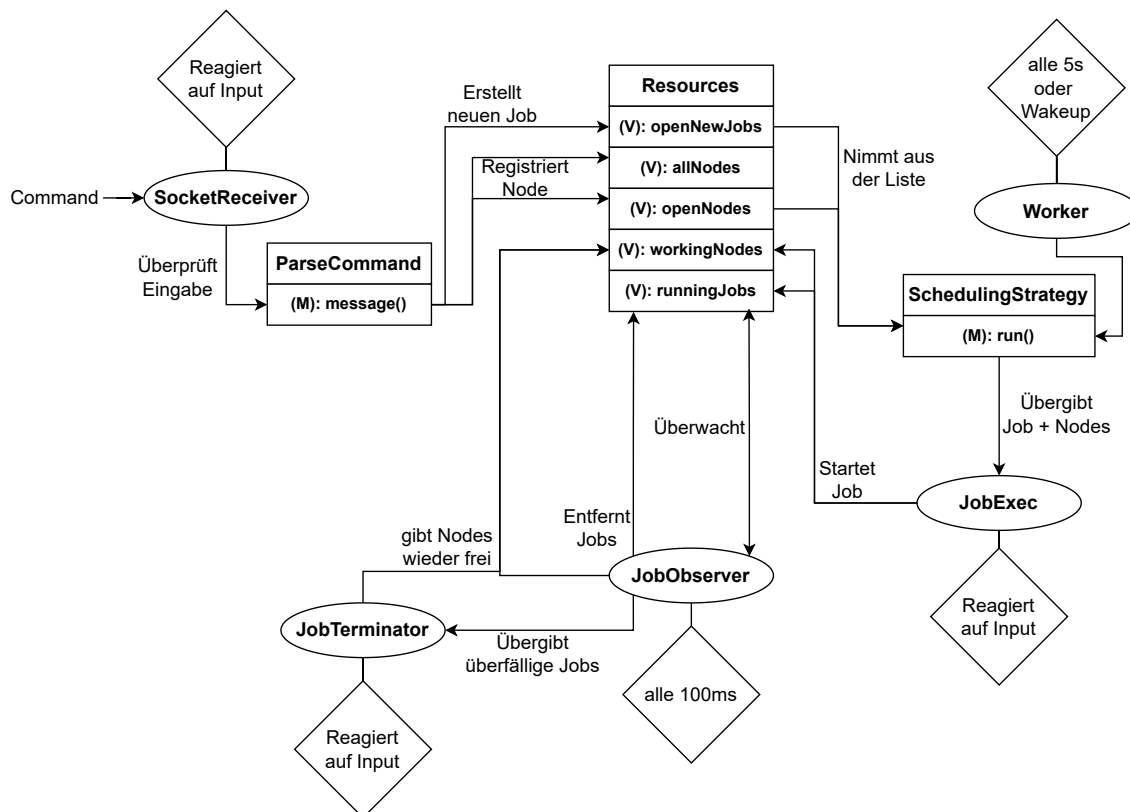 Reagiert
auf Input
Command
SocketReceiver
Überprüft
Eingabe
ParseCommand
(M): message()
Erstellt
neuen Job
Registriert
Node
Resources
(V): openNewJobs
(V): allNodes
(V): openNodes
(V): workingNodes
(V): runningJobs
Nimmt aus
der Liste
alle 5s
oder
Wakeup
Worker
SchedulingStrategy
(M): run()
Übergibt
Job + Nodes
JobExec
Reagiert
auf Input
Startet
Job
Überwacht
Entfernt
Jobs
JobObserver
alle 100ms
gibt Nodes
wieder frei
Übergibt
überfällige Jobs
JobTerminator
Reagiert
auf Input